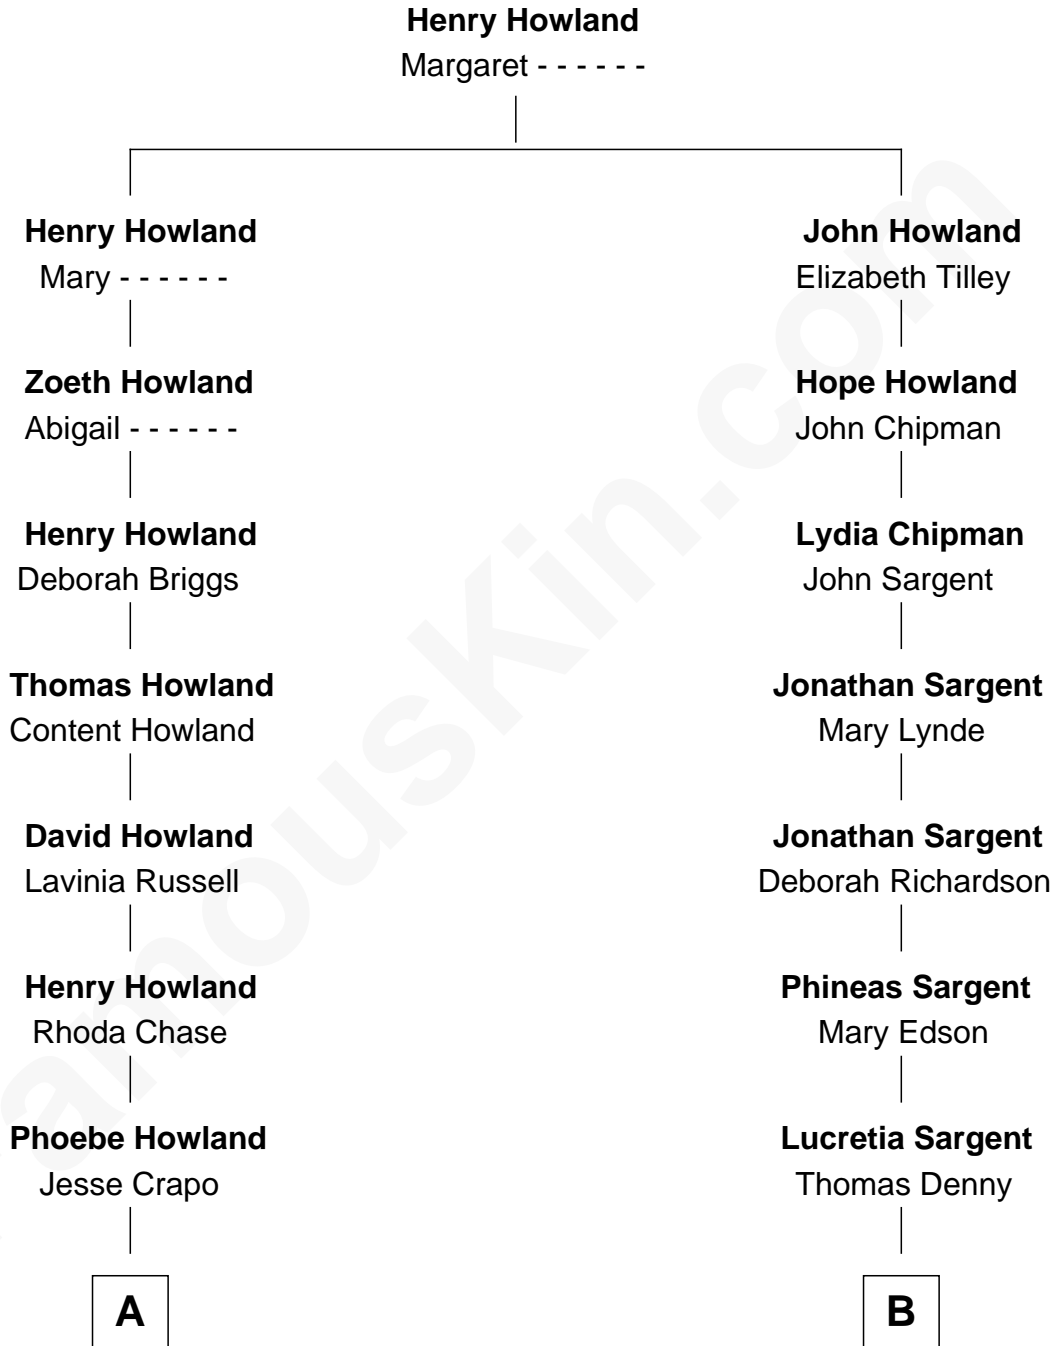 Henry Howland
Margaret - - - - - -
Henry Howland
Mary - - - - - -
John Howland
Elizabeth Tilley
Zoeth Howland
Abigail - - - - - -
Hope Howland
John Chipman
Henry Howland
Deborah Briggs
Lydia Chipman
John Sargent
Thomas Howland
Content Howland
Jonathan Sargent
Mary Lynde
David Howland
Lavinia Russell
Jonathan Sargent
Deborah Richardson
Henry Howland
Rhoda Chase
Phineas Sargent
Mary Edson
Phoebe Howland
Jesse Crapo
Lucretia Sargent
Thomas Denny
A
B
amouskin.com